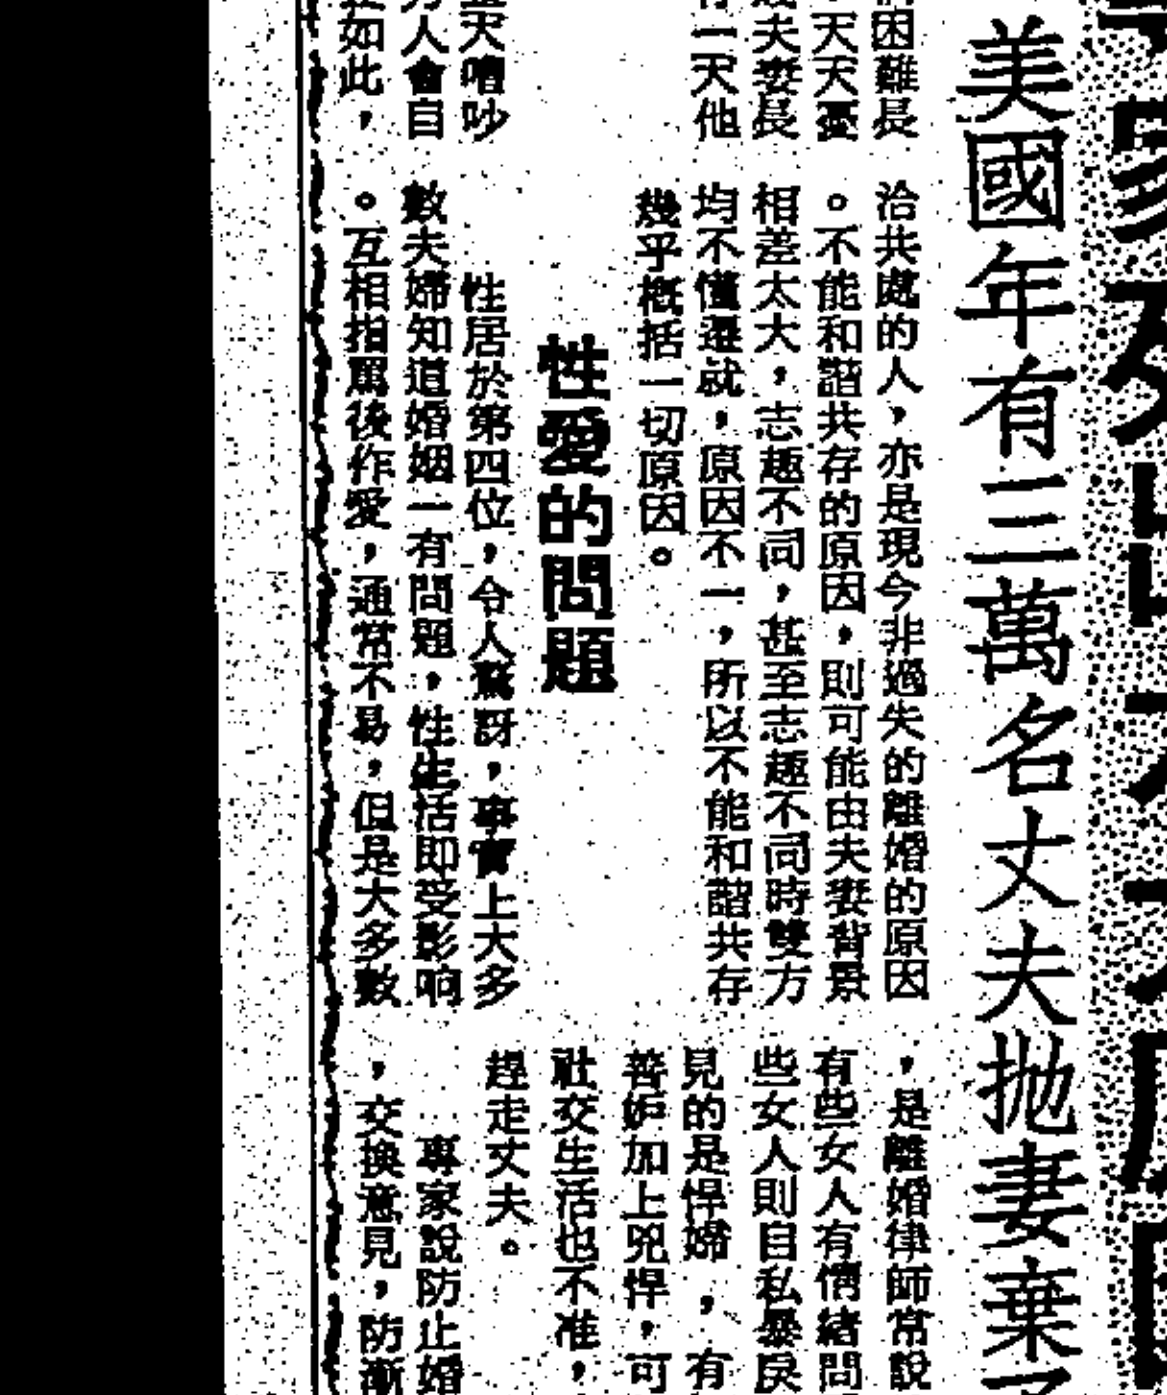 美國年有三萬名丈夫抛妻棄
困難是
天天憂
夫妻長
一天他
天嘈吵
人會自
如此，
洽共處的人，亦是現今非過失的離婚的原因
。不能和諧共存的原因，則可能由夫妻背景
相差太大，志趣不同，甚至志趣不同時雙方
均不懂遷就，原因不一，所以不能和諧共存
幾乎概括一切原因。
性愛的問題
性居於第四位，令人驚訝，事實上大多
數夫婦知道婚姻一有問題，性生活即受影响
。互相指罵後作愛，通常不易，但是大多數
，是離婚律師常說
有些女人有情緒問
些女人則自私暴戾
見的是悍婦，有
善妒加上兇悍，可
社交生活也不准，
趕走丈夫。
專家說防止婚
，交換意見，防漸